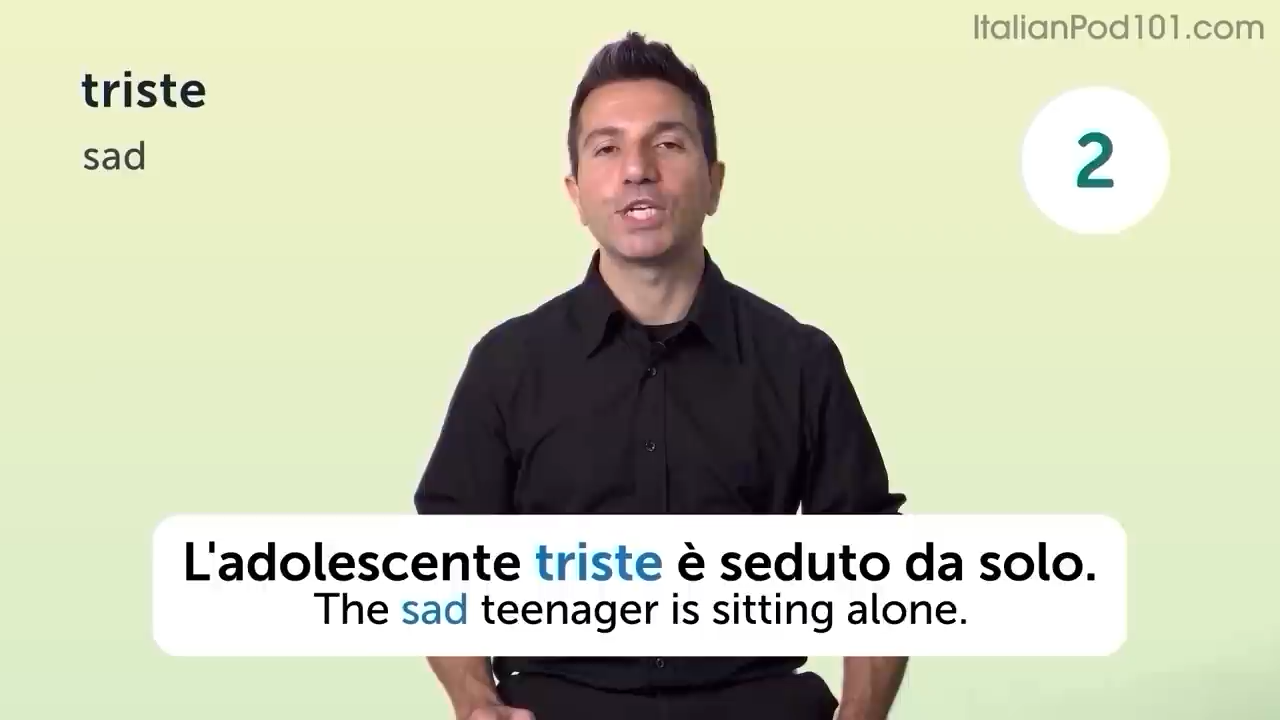 ItalianPod101.com
triste
sad
2
L'adolescente triste è seduto da solo.
The sad teenager is sitting alone.